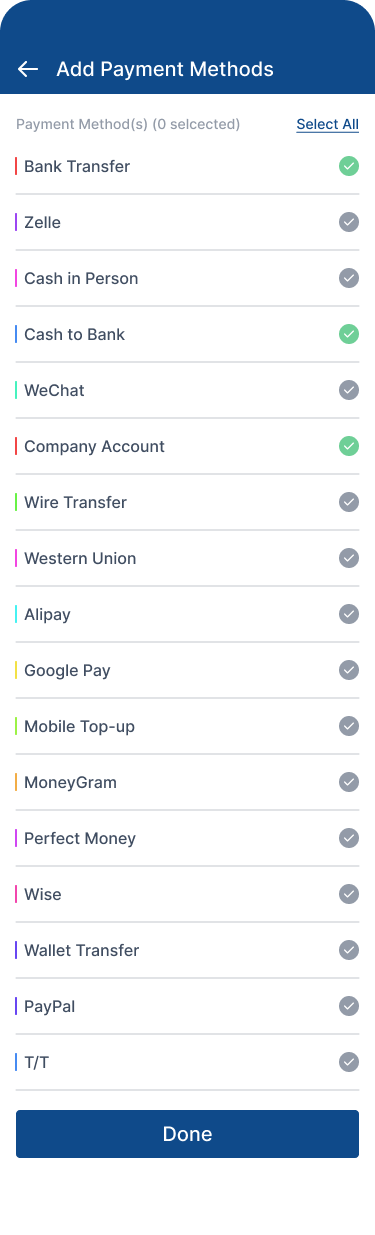 Add Payment Methods
Payment Method(s) (0 selcected)
Select All
Bank Transfer
Zelle
Cash in Person
Cash to Bank
WeChat
Company Account
Wire Transfer
Western Union
Alipay
Google Pay
Mobile Top-up
MoneyGram
Perfect Money
Wise
Wallet Transfer
PayPal
T/T
Done